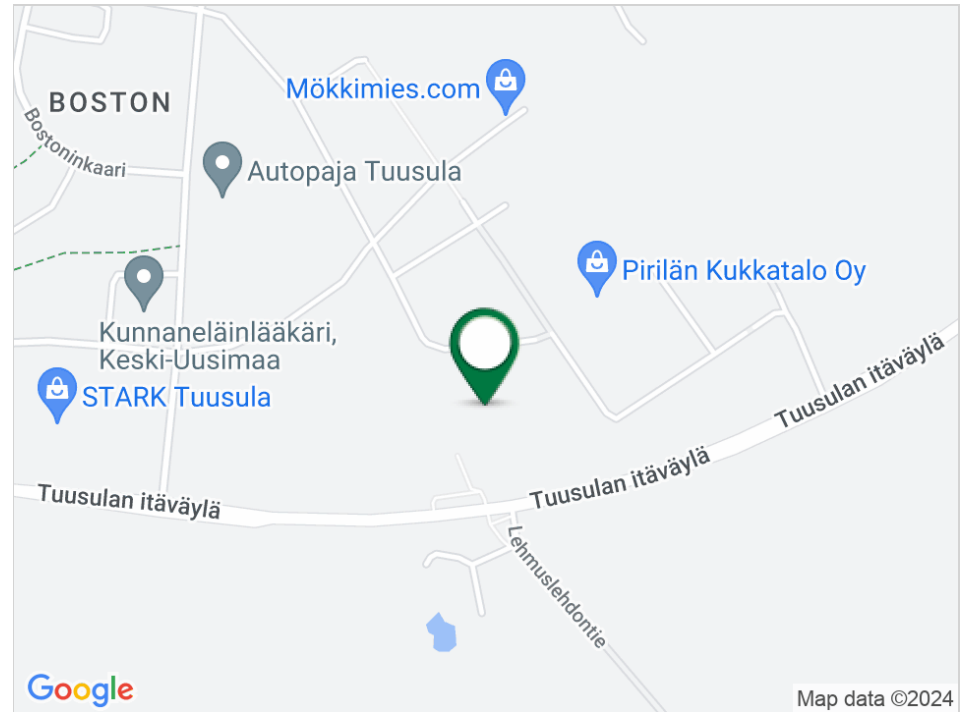 Mökkimies.com
BOSTON
Bostoninkaari
Autopaja Tuusula
Pirilän Kukkatalo Oy
Kunnaneläinlääkäri,
Keski-Uusimaa
STARK Tuusula
Tuusulan itäväylä
Tuusulan itäväylä
Tuusulan itäväylä
Lehmuslehdontie
Google
Map data ©2024